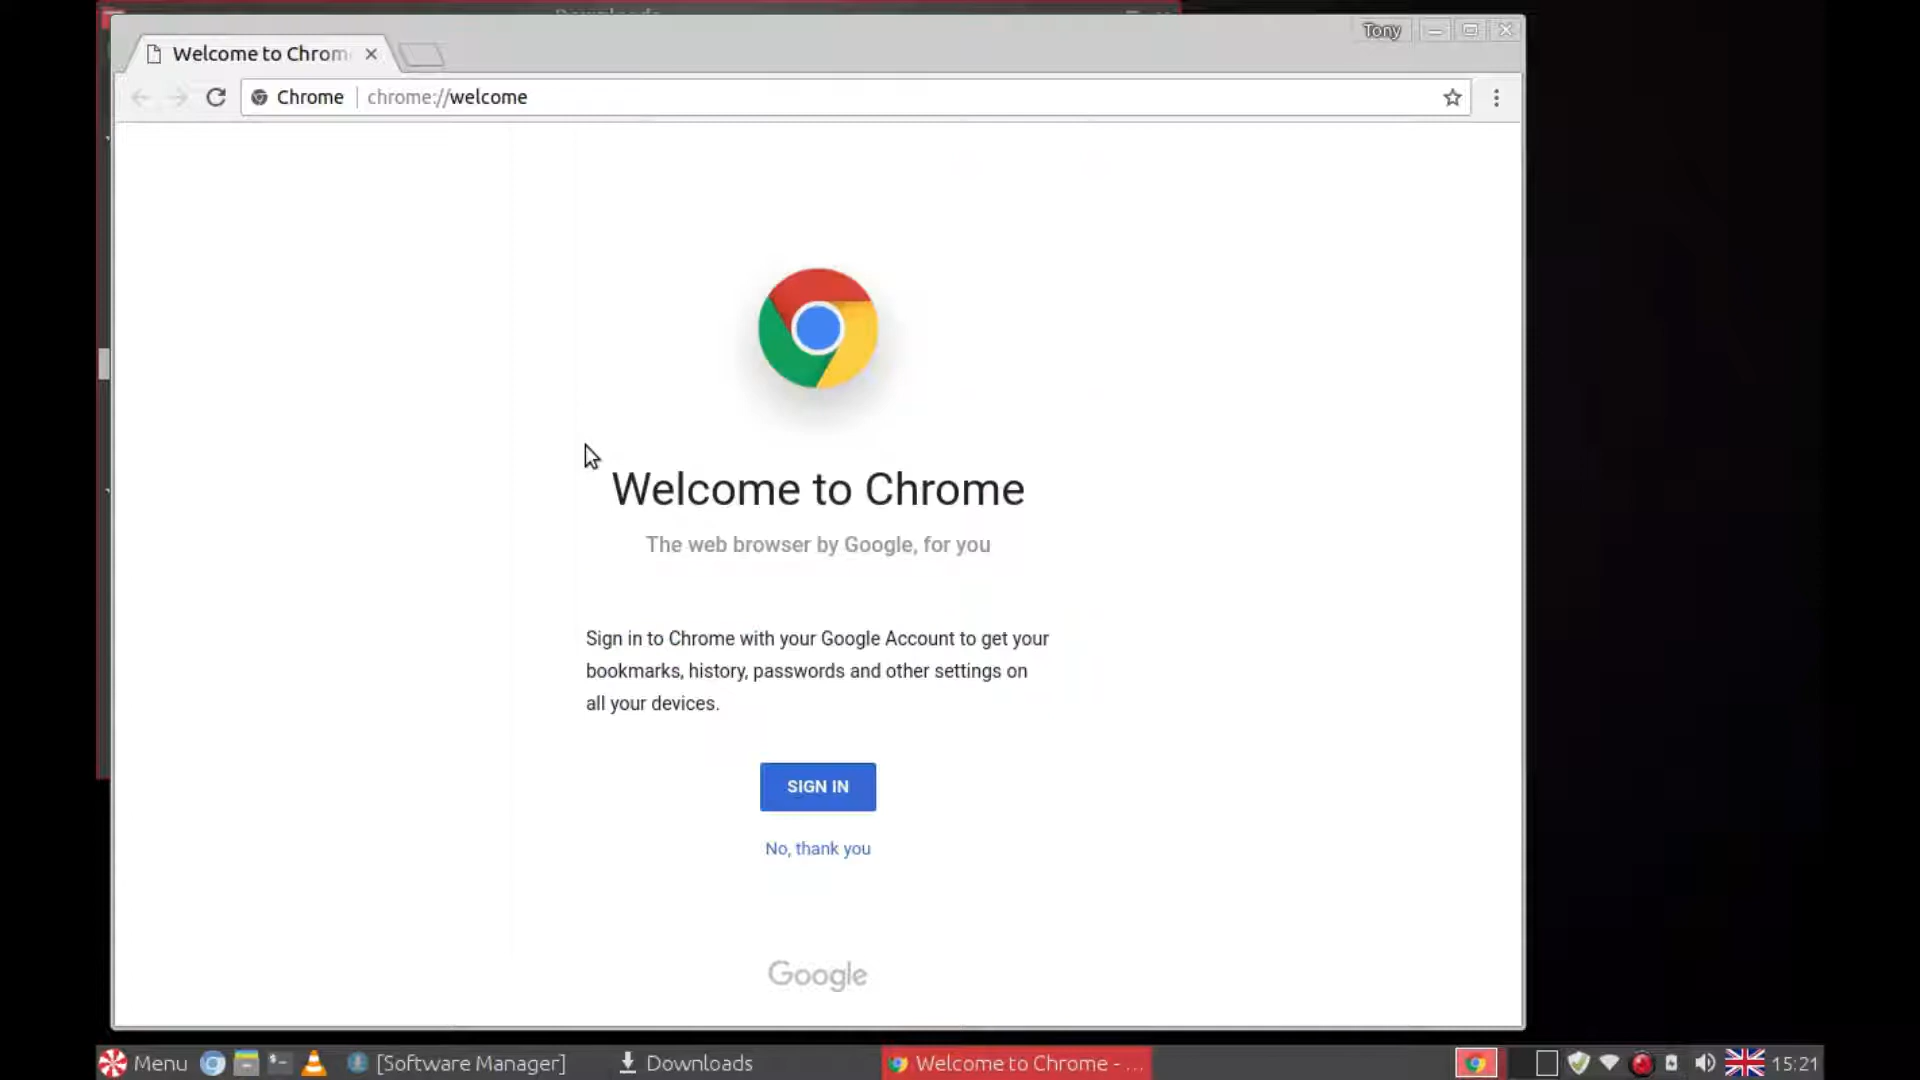 Downloads
Tony
Welcome to Chrom
Chrome
chrome://welcome
Welcome to Chrome
The web browser by Google, for you
Sign in to Chrome with your Google Account to get your
bookmarks, history, passwords and other settings on
all your devices.
SIGN IN
No, thank you
Google
Menu
[Software Manager]
Downloads
Welcome to Chrome - ...
15:21